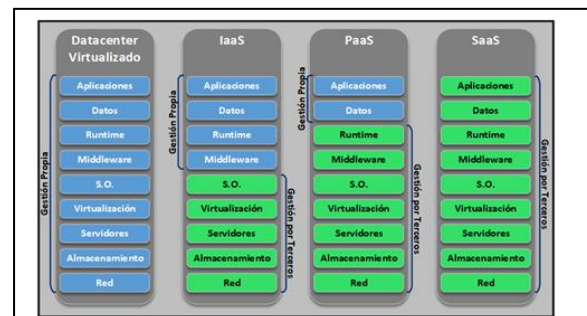 Datacenter
Virtualizado
Gestión Propia
Aplicaciones
Datos
Runtime
Middleware
S.O.
Virtualización
Servidores
Almacenamiento
Red
IaaS
Gestión Propia
Aplicaciones
Datos
Runtime
Middleware
S.O.
Virtualización
Servidores
Almacenamiento
Red
Gestión por Terceros
PaaS
Gestión Propia
Aplicaciones
Datos
Runtime
Middleware
S.O.
Virtualización
Servidores
Almacenamiento
Red
Gestión por Terceros
SaaS
Aplicaciones
Datos
Runtime
Middleware
S.O.
Virtualización
Servidores
Almacenamiento
Red
Gestión por Terceros